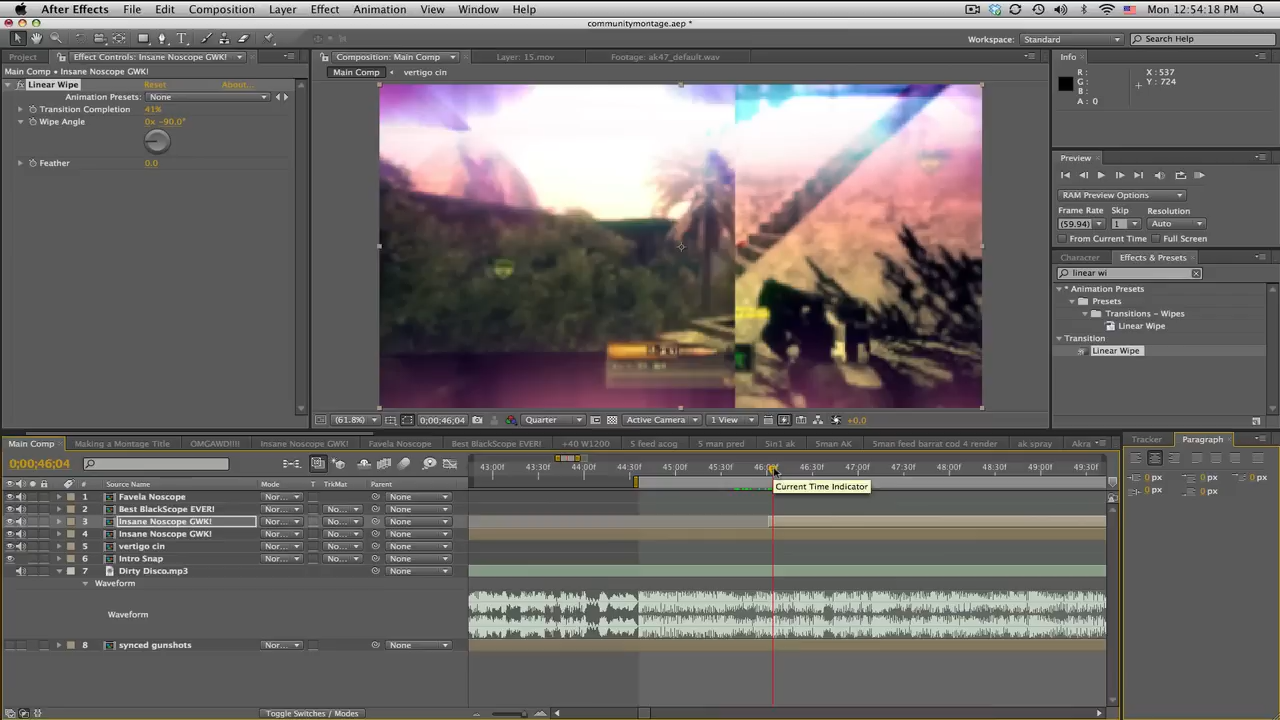 After Effects File Edit Composition Layer Effect Animation View Window Help Mon 12:54:18 PM
communitymontage.aep *
Workspace: Standard Search Help
Project Effect Controls: Insane Noscope GWK! Composition: Main Comp Layer: 15.mov Footage: ak47_default.wav Info
Main Comp • Insane Noscope GWK! Main Comp vertigo cin
fx Linear Wipe Reset About...
Animation Presets: None
Transition Completion 41%
Wipe Angle 0x -90.0°
Feather 0.0
R: X: 537
G: Y: 724
B:
A: 0
Preview
RAM Preview Options
Frame Rate Skip Resolution
(59.94) 1 Auto
From Current Time Full Screen
Character Effects & Presets
linear wi
* Animation Presets
Presets
Transitions - Wipes
Linear Wipe
Transition
Linear Wipe
(61.8%) 0;00;46;04 Quarter Active Camera 1 View +0.0
Main Comp Making a Montage Title OMGAWD!!!! Insane Noscope GWK! Favela Noscope Best BlackScope EVER! +40 W1200 5 feed acog 5 man pred 5in1 ak 5man AK 5man feed barrat cod 4 render ak spray Akra
Tracker Paragraph
0;00;46;04
43:00f 43:30f 44:00f 44:30f 45:00f 45:30f 46:00f 46:30f 47:00f 47:30f 48:00f 48:30f 49:00f 49:30f
# Source Name Mode T TrkMat Parent
Current Time Indicator
0 px 0 px 0 px
0 px 0 px
1 Favela Noscope Nor... None
2 Best BlackScope EVER! Nor... No... None
3 Insane Noscope GWK! Nor... No... None
4 Insane Noscope GWK! Nor... No... None
5 vertigo cin Nor... No... None
6 Intro Snap Nor... No... None
7 Dirty Disco.mp3 None
Waveform
Waveform
8 synced gunshots Nor... No... None
Toggle Switches / Modes